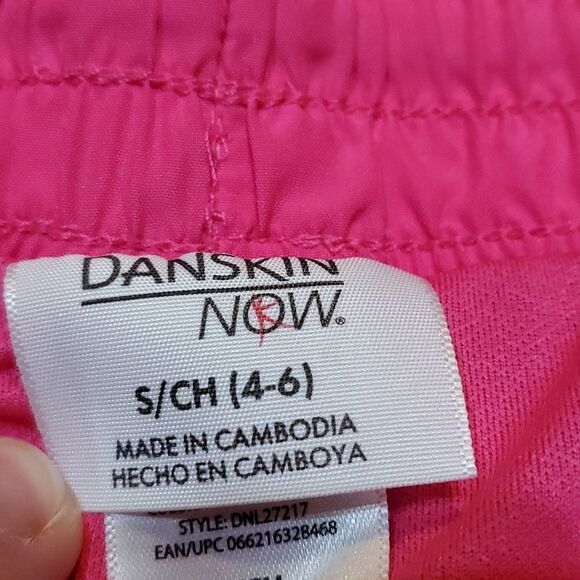 DANSKIN
NOW.
S/CH (4-6)
MADE IN CAMBODIA
HECHO EN CAMBOYA
STYLE: DNL27217
EAN/UPC 066216328468